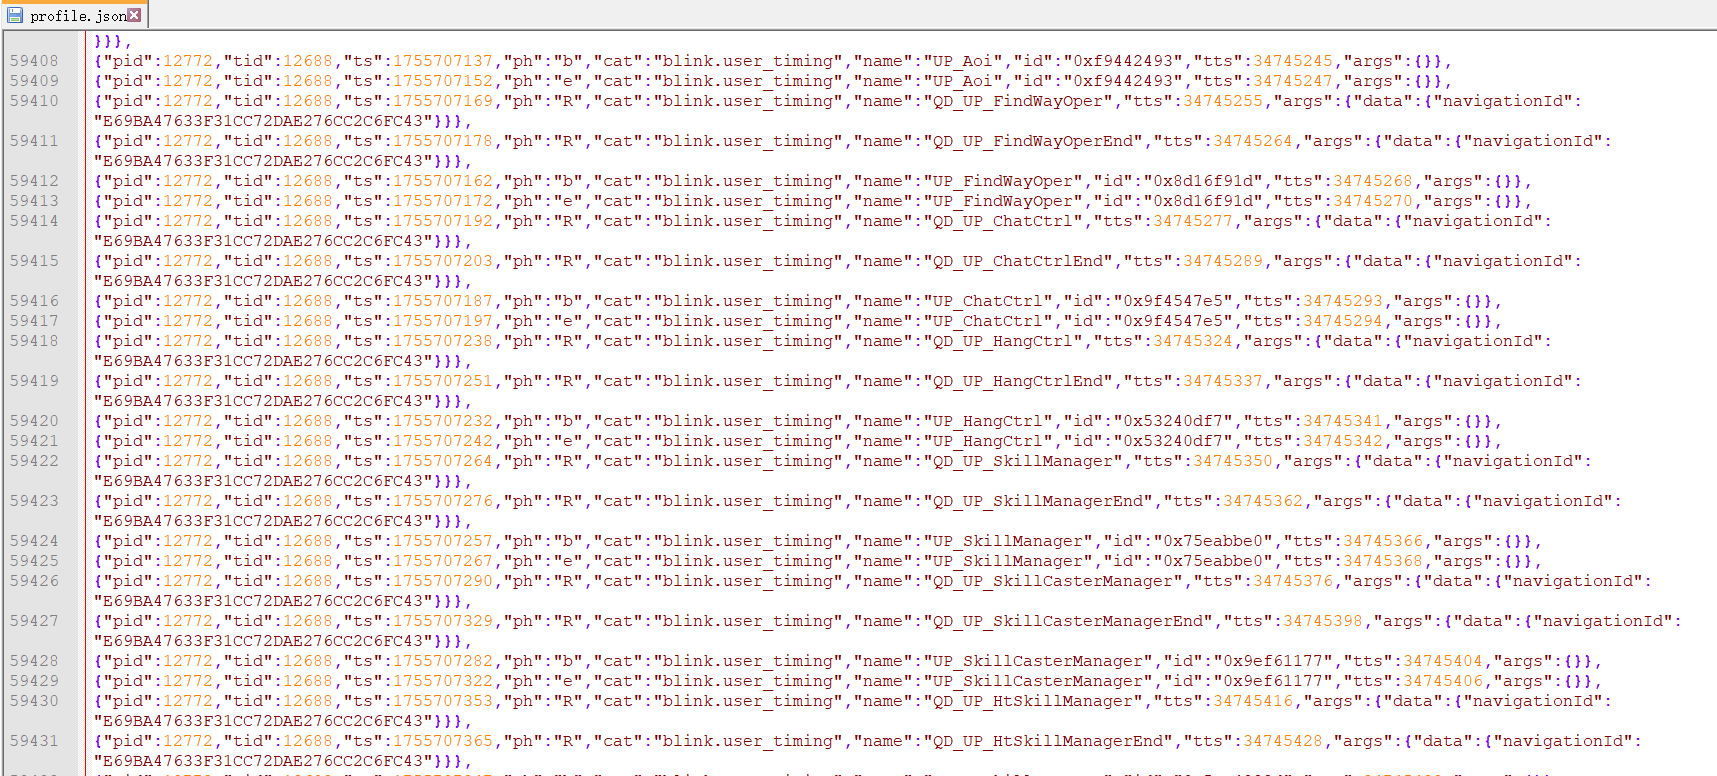 profile.json
}}},
59408 {"pid":12772,"tid":12688,"ts":1755707137,"ph":"b","cat":"blink.user_timing","name":"UP_Aoi","id":"0xf9442493","tts":34745245,"args":{}},
59409 {"pid":12772,"tid":12688,"ts":1755707152,"ph":"e","cat":"blink.user_timing","name":"UP_Aoi","id":"0xf9442493","tts":34745247,"args":{}},
59410 {"pid":12772,"tid":12688,"ts":1755707169,"ph":"R","cat":"blink.user_timing","name":"QD_UP_FindWayOper","tts":34745255,"args":{"data":{"navigationId":
"E69BA47633F31CC72DAE276CC2C6FC43"}}},
59411 {"pid":12772,"tid":12688,"ts":1755707178,"ph":"R","cat":"blink.user_timing","name":"QD_UP_FindWayOperEnd","tts":34745264,"args":{"data":{"navigationId":
"E69BA47633F31CC72DAE276CC2C6FC43"}}},
59412 {"pid":12772,"tid":12688,"ts":1755707162,"ph":"b","cat":"blink.user_timing","name":"UP_FindWayOper","id":"0x8d16f91d","tts":34745268,"args":{}},
59413 {"pid":12772,"tid":12688,"ts":1755707172,"ph":"e","cat":"blink.user_timing","name":"UP_FindWayOper","id":"0x8d16f91d","tts":34745270,"args":{}},
59414 {"pid":12772,"tid":12688,"ts":1755707192,"ph":"R","cat":"blink.user_timing","name":"QD_UP_ChatCtrl","tts":34745277,"args":{"data":{"navigationId":
"E69BA47633F31CC72DAE276CC2C6FC43"}}},
59415 {"pid":12772,"tid":12688,"ts":1755707203,"ph":"R","cat":"blink.user_timing","name":"QD_UP_ChatCtrlEnd","tts":34745289,"args":{"data":{"navigationId":
"E69BA47633F31CC72DAE276CC2C6FC43"}}},
59416 {"pid":12772,"tid":12688,"ts":1755707187,"ph":"b","cat":"blink.user_timing","name":"UP_ChatCtrl","id":"0x9f4547e5","tts":34745293,"args":{}},
59417 {"pid":12772,"tid":12688,"ts":1755707197,"ph":"e","cat":"blink.user_timing","name":"UP_ChatCtrl","id":"0x9f4547e5","tts":34745294,"args":{}},
59418 {"pid":12772,"tid":12688,"ts":1755707238,"ph":"R","cat":"blink.user_timing","name":"QD_UP_HangCtrl","tts":34745324,"args":{"data":{"navigationId":
"E69BA47633F31CC72DAE276CC2C6FC43"}}},
59419 {"pid":12772,"tid":12688,"ts":1755707251,"ph":"R","cat":"blink.user_timing","name":"QD_UP_HangCtrlEnd","tts":34745337,"args":{"data":{"navigationId":
"E69BA47633F31CC72DAE276CC2C6FC43"}}},
59420 {"pid":12772,"tid":12688,"ts":1755707232,"ph":"b","cat":"blink.user_timing","name":"UP_HangCtrl","id":"0x53240df7","tts":34745341,"args":{}},
59421 {"pid":12772,"tid":12688,"ts":1755707242,"ph":"e","cat":"blink.user_timing","name":"UP_HangCtrl","id":"0x53240df7","tts":34745342,"args":{}},
59422 {"pid":12772,"tid":12688,"ts":1755707264,"ph":"R","cat":"blink.user_timing","name":"QD_UP_SkillManager","tts":34745350,"args":{"data":{"navigationId":
"E69BA47633F31CC72DAE276CC2C6FC43"}}},
59423 {"pid":12772,"tid":12688,"ts":1755707276,"ph":"R","cat":"blink.user_timing","name":"QD_UP_SkillManagerEnd","tts":34745362,"args":{"data":{"navigationId":
"E69BA47633F31CC72DAE276CC2C6FC43"}}},
59424 {"pid":12772,"tid":12688,"ts":1755707257,"ph":"b","cat":"blink.user_timing","name":"UP_SkillManager","id":"0x75eabbe0","tts":34745366,"args":{}},
59425 {"pid":12772,"tid":12688,"ts":1755707267,"ph":"e","cat":"blink.user_timing","name":"UP_SkillManager","id":"0x75eabbe0","tts":34745368,"args":{}},
59426 {"pid":12772,"tid":12688,"ts":1755707290,"ph":"R","cat":"blink.user_timing","name":"QD_UP_SkillCasterManager","tts":34745376,"args":{"data":{"navigationId":
"E69BA47633F31CC72DAE276CC2C6FC43"}}},
59427 {"pid":12772,"tid":12688,"ts":1755707329,"ph":"R","cat":"blink.user_timing","name":"QD_UP_SkillCasterManagerEnd","tts":34745398,"args":{"data":{"navigationId":
"E69BA47633F31CC72DAE276CC2C6FC43"}}},
59428 {"pid":12772,"tid":12688,"ts":1755707282,"ph":"b","cat":"blink.user_timing","name":"UP_SkillCasterManager","id":"0x9ef61177","tts":34745404,"args":{}},
59429 {"pid":12772,"tid":12688,"ts":1755707322,"ph":"e","cat":"blink.user_timing","name":"UP_SkillCasterManager","id":"0x9ef61177","tts":34745406,"args":{}},
59430 {"pid":12772,"tid":12688,"ts":1755707353,"ph":"R","cat":"blink.user_timing","name":"QD_UP_HtSkillManager","tts":34745416,"args":{"data":{"navigationId":
"E69BA47633F31CC72DAE276CC2C6FC43"}}},
59431 {"pid":12772,"tid":12688,"ts":1755707365,"ph":"R","cat":"blink.user_timing","name":"QD_UP_HtSkillManagerEnd","tts":34745428,"args":{"data":{"navigationId":
"E69BA47633F31CC72DAE276CC2C6FC43"}}},